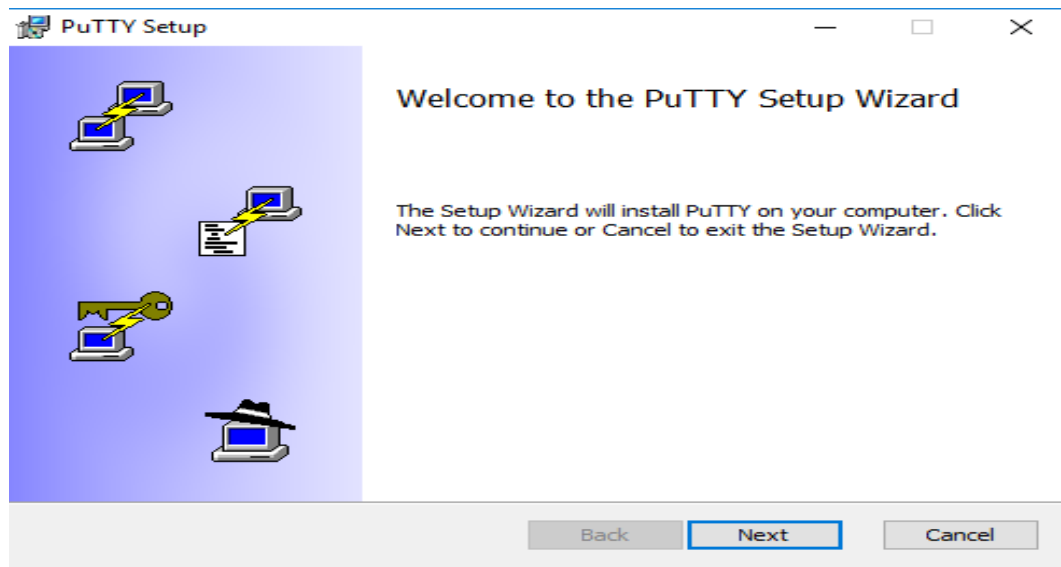 PuTTY Setup
Welcome to the PuTTY Setup Wizard
The Setup Wizard will install PuTTY on your computer. Click
Next to continue or Cancel to exit the Setup Wizard.
Back
Next
Cancel